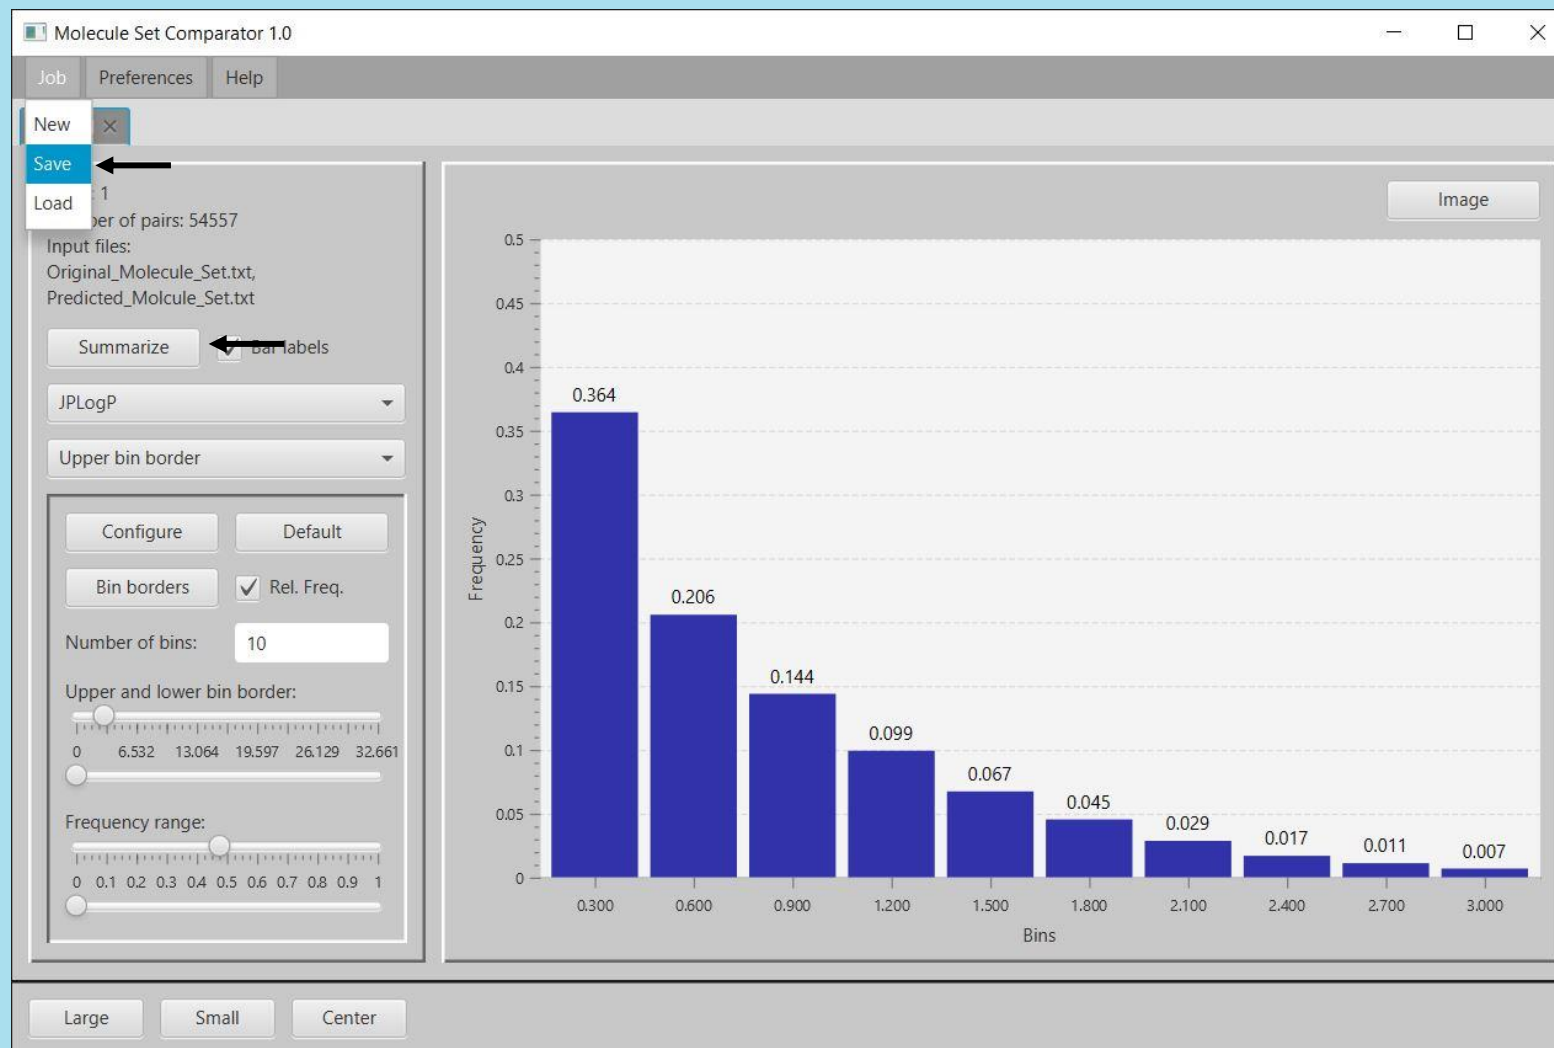 Molecule Set Comparator 1.0
Job Preferences Help
New
Save
Load
: 1
ber of pairs: 54557
Input files:
Original_Molecule_Set.txt,
Predicted_Molcule_Set.txt
Summarize Bar labels
JPLogP
Upper bin border
Configure Default
Bin borders Rel. Freq.
Number of bins: 10
Upper and lower bin border:
0 6.532 13.064 19.597 26.129 32.661
Frequency range:
0 0.1 0.2 0.3 0.4 0.5 0.6 0.7 0.8 0.9 1
Image
Frequency
0.5
0.45
0.4
0.35
0.3
0.25
0.2
0.15
0.1
0.05
0
0.364
0.206
0.144
0.099
0.067
0.045
0.029
0.017
0.011
0.007
0.300 0.600 0.900 1.200 1.500 1.800 2.100 2.400 2.700 3.000
Bins
Large Small Center